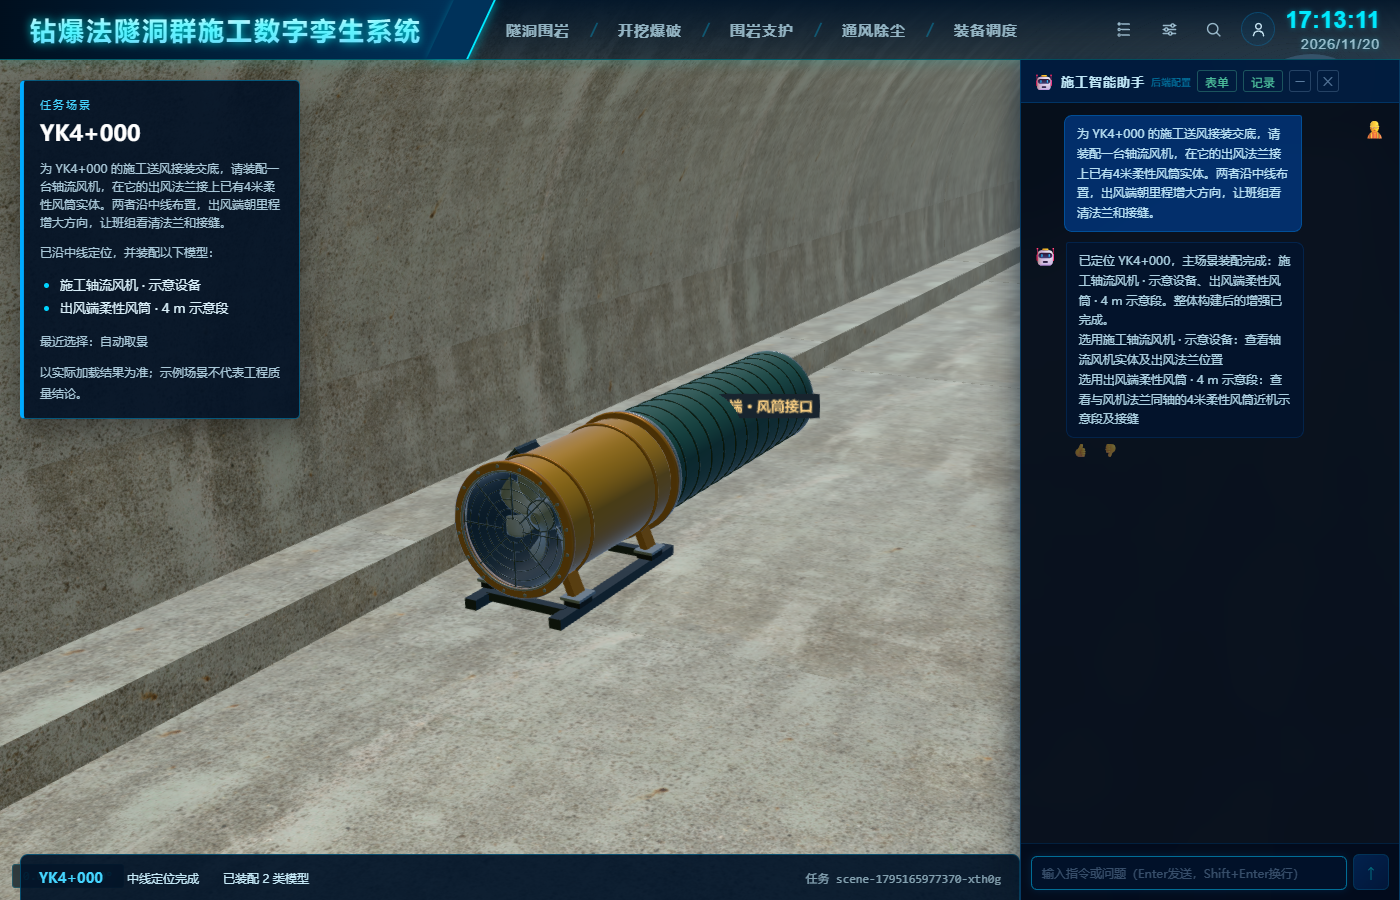 钻爆法隧洞群施工数字孪生系统
隧洞围岩 / 开挖爆破 / 围岩支护 / 通风除尘 / 装备调度
17:13:11
2026/11/20
任务场景
YK4+000
为 YK4+000 的施工送风接装交底，请装配一
台轴流风机，在它的出风法兰接上已有4米柔
性风筒实体。两者沿中线布置，出风端朝里程
增大方向，让班组看清法兰和接缝。
已沿中线定位，并装配以下模型：
• 施工轴流风机 · 示意设备
• 出风端柔性风筒 · 4 m 示意段
最近选择：自动取景
以实际加载结果为准；示例场景不代表工程质
量结论。
端・风筒接口
施工智能助手 后端配置 表单 记录
为 YK4+000 的施工送风接装交底，请
装配一台轴流风机，在它的出风法兰接
上已有4米柔性风筒实体。两者沿中线布
置，出风端朝里程增大方向，让班组看
清法兰和接缝。
已定位 YK4+000，主场景装配完成：施
工轴流风机 · 示意设备、出风端柔性风
筒 · 4 m 示意段。整体构建后的增强已
完成。
选用施工轴流风机 · 示意设备：查看轴
流风机实体及出风法兰位置
选用出风端柔性风筒 · 4 m 示意段：查
看与风机法兰同轴的4米柔性风筒近机示
意段及接缝
输入指令或问题（Enter发送，Shift+Enter换行）
YK4+000 中线定位完成 已装配 2 类模型
任务 scene-1795165977370-xth0g